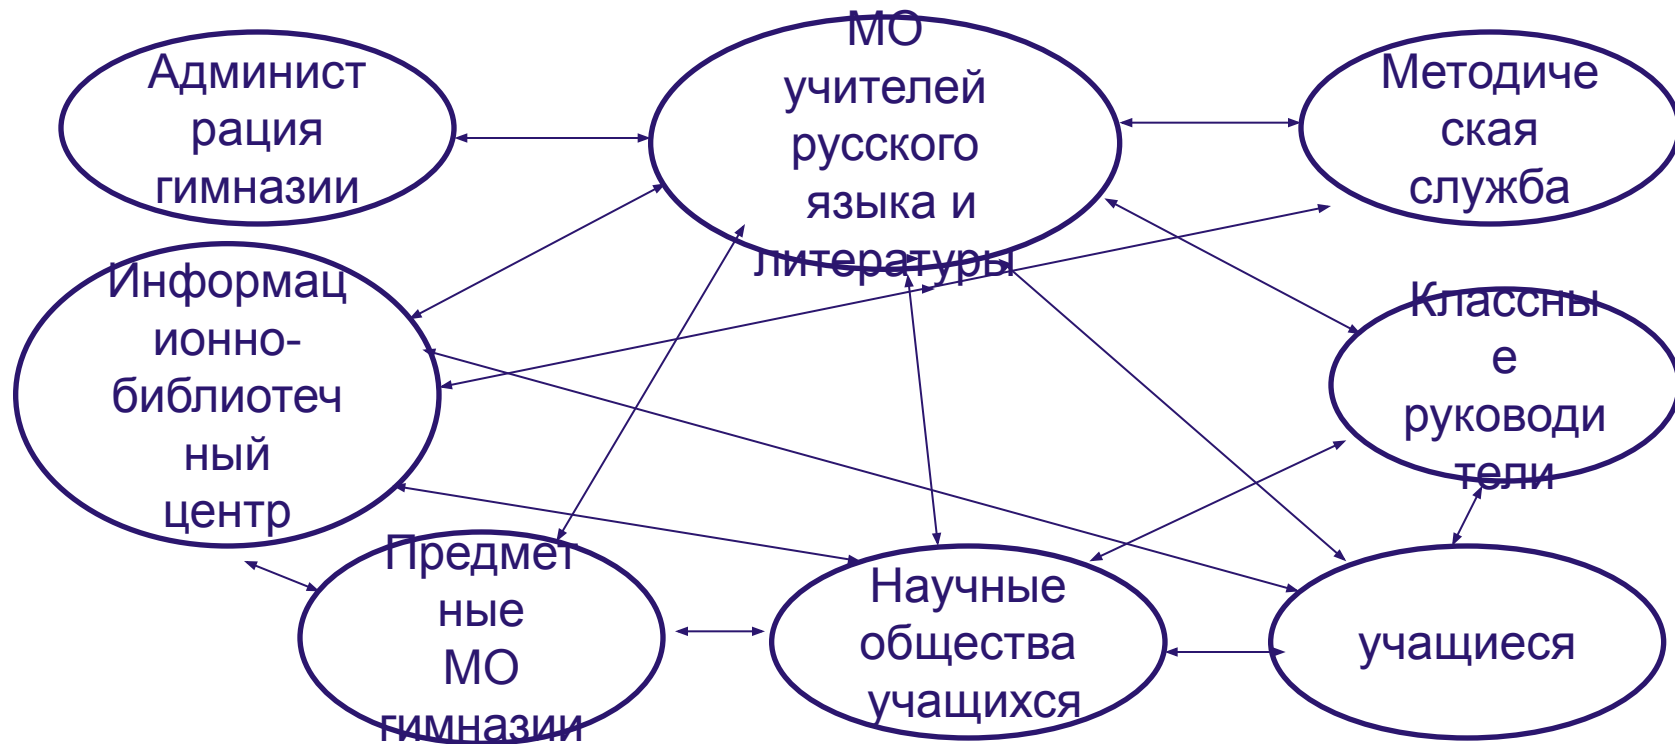 Админист
рация
гимназии
МО
учителей
русского
языка и
литературы
Методиче
ская
служба
Информац
ионно-
библиотеч
ный
центр
Классны
е
руководи
тели
Предмет
ные
МО
гимназии
Научные
общества
учащихся
учащиеся